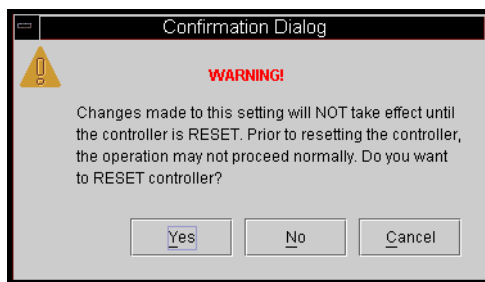 Confirmation Dialog
WARNING!
Changes made to this setting will NOT take effect until
the controller is RESET. Prior to resetting the controller,
the operation may not proceed normally. Do you want
to RESET controller?
Yes
No
Cancel